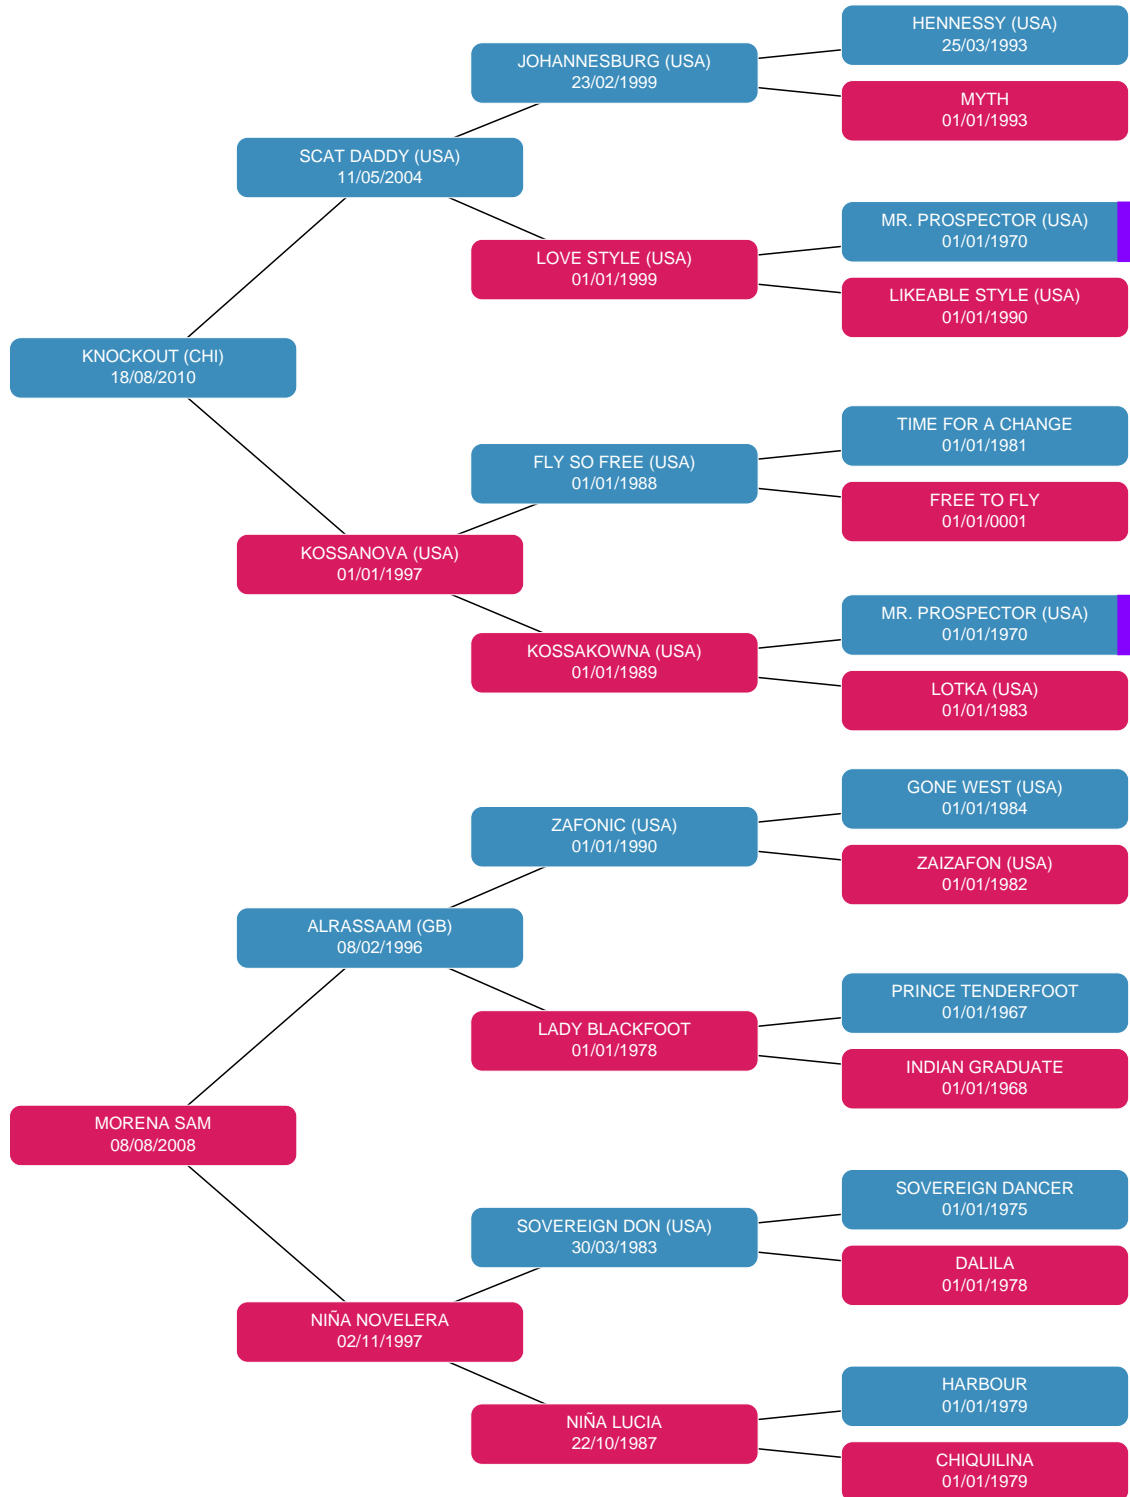 HENNESSY (USA)
25/03/1993
JOHANNESBURG (USA)
23/02/1999
MYTH
01/01/1993
SCAT DADDY (USA)
11/05/2004
MR. PROSPECTOR (USA)
01/01/1970
LOVE STYLE (USA)
01/01/1999
LIKEABLE STYLE (USA)
01/01/1990
KNOCKOUT (CHI)
18/08/2010
TIME FOR A CHANGE
01/01/1981
FLY SO FREE (USA)
01/01/1988
FREE TO FLY
01/01/0001
KOSSANOVA (USA)
01/01/1997
MR. PROSPECTOR (USA)
01/01/1970
KOSSAKOWNA (USA)
01/01/1989
LOTKA (USA)
01/01/1983
GONE WEST (USA)
01/01/1984
ZAFONIC (USA)
01/01/1990
ZAIZAFON (USA)
01/01/1982
ALRASSAAM (GB)
08/02/1996
PRINCE TENDERFOOT
01/01/1967
LADY BLACKFOOT
01/01/1978
INDIAN GRADUATE
01/01/1968
MORENA SAM
08/08/2008
SOVEREIGN DANCER
01/01/1975
SOVEREIGN DON (USA)
30/03/1983
DALILA
01/01/1978
NIÑA NOVELERA
02/11/1997
HARBOUR
01/01/1979
NIÑA LUCIA
22/10/1987
CHIQUILINA
01/01/1979